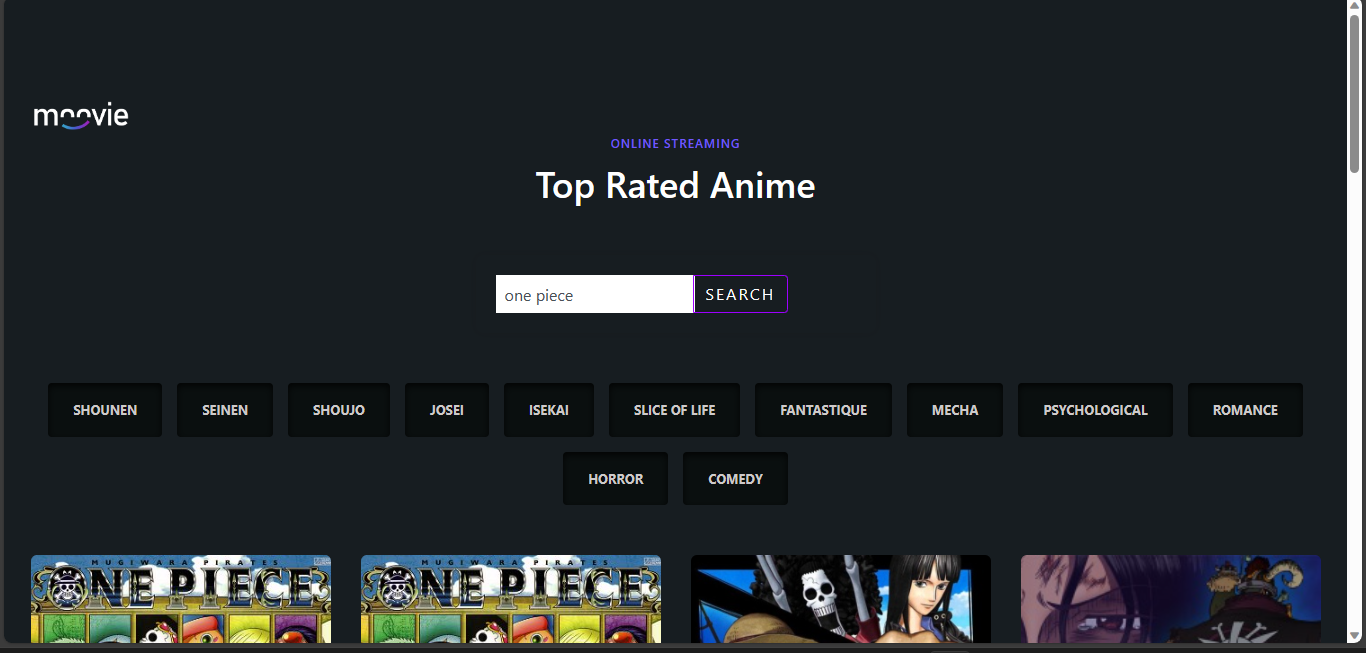 moovie
ONLINE STREAMING
Top Rated Anime
one piece
SEARCH
SHOUNEN
SEINEN
SHOUJO
JOSEI
ISEKAI
SLICE OF LIFE
FANTASTIQUE
MECHA
PSYCHOLOGICAL
ROMANCE
HORROR
COMEDY
MUGIWARA PIRATES
ONE PIECE
MUGIWARA PIRATES
ONE PIECE